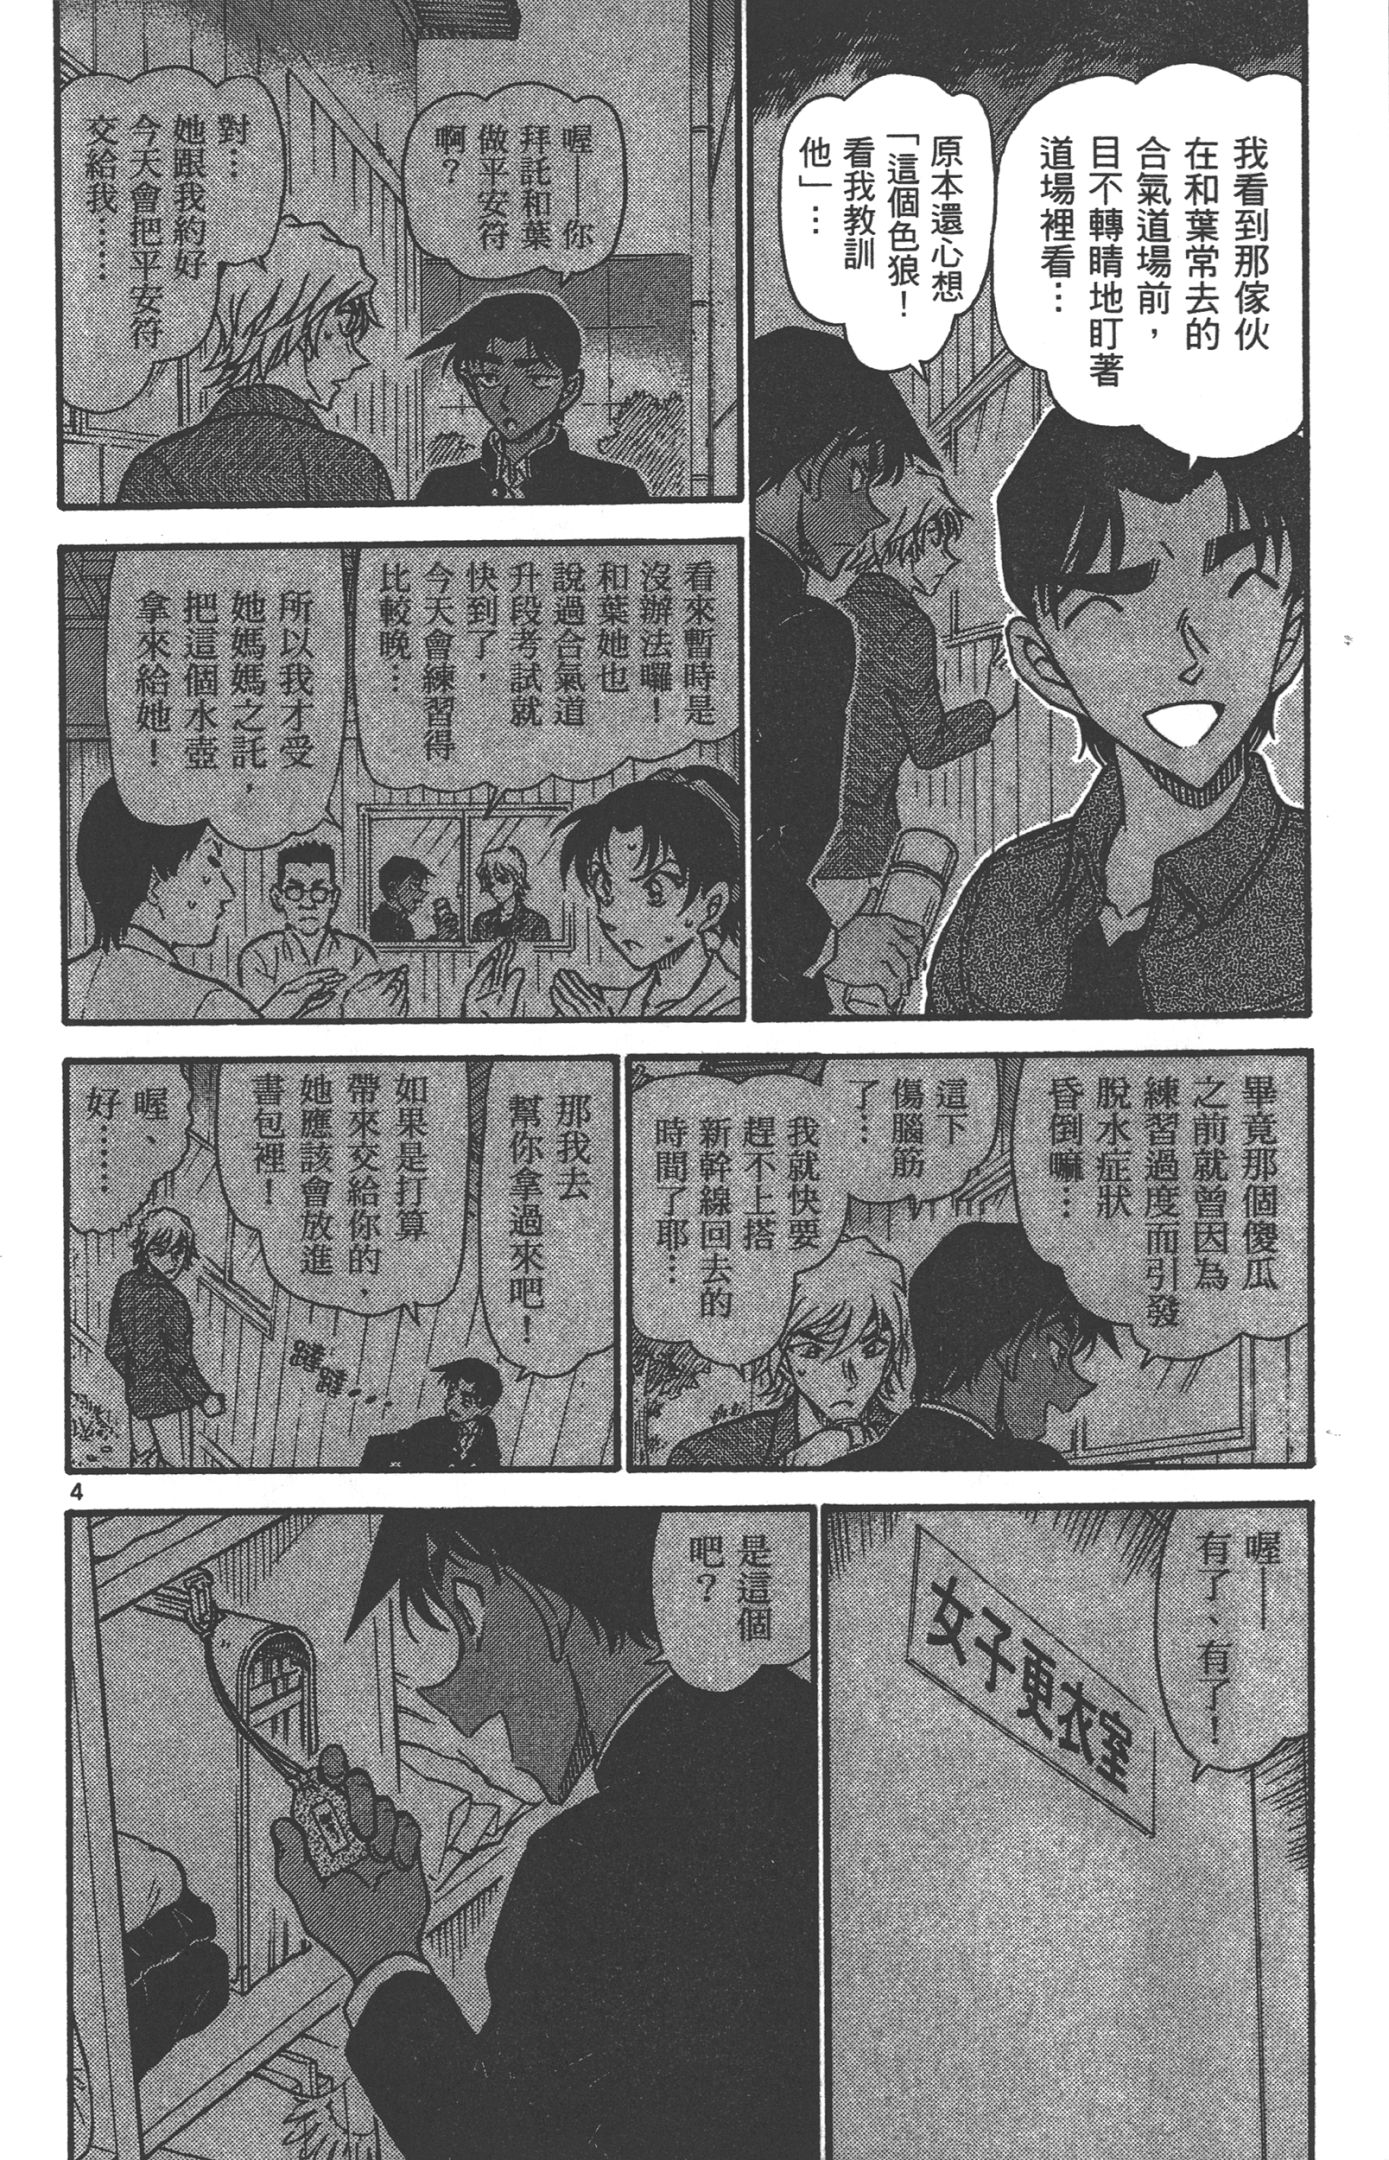 我看到那傢伙
在和葉常去的
合氣道場前，
目不轉睛地盯著
道場裡看…
原本還心想
「這個色狼！
看我教訓
他」…
喔──你
拜託和葉
做平安符
啊？
對…
她跟我約好
今天會把平安符
交給我……
看來暫時是
沒辦法囉！
和葉她也
說過合氣道
升段考試就
快到了，
今天會練習得
比較晚…
所以我才受
她媽媽之託，
把這個水壺
拿來給她！
畢竟那個傻瓜
之前就曾因為
練習過度而引發
脫水症狀
昏倒嘛…
這下
傷腦筋
了…
我就快要
趕不上搭
新幹線回去的
時間了耶…
那我去
幫你拿過來吧！
如果是打算
帶來交給你的，
她應該會放進
書包裡！
喔、
好……
4
喔──
有了、有了！
女子更衣室
是這個
吧？